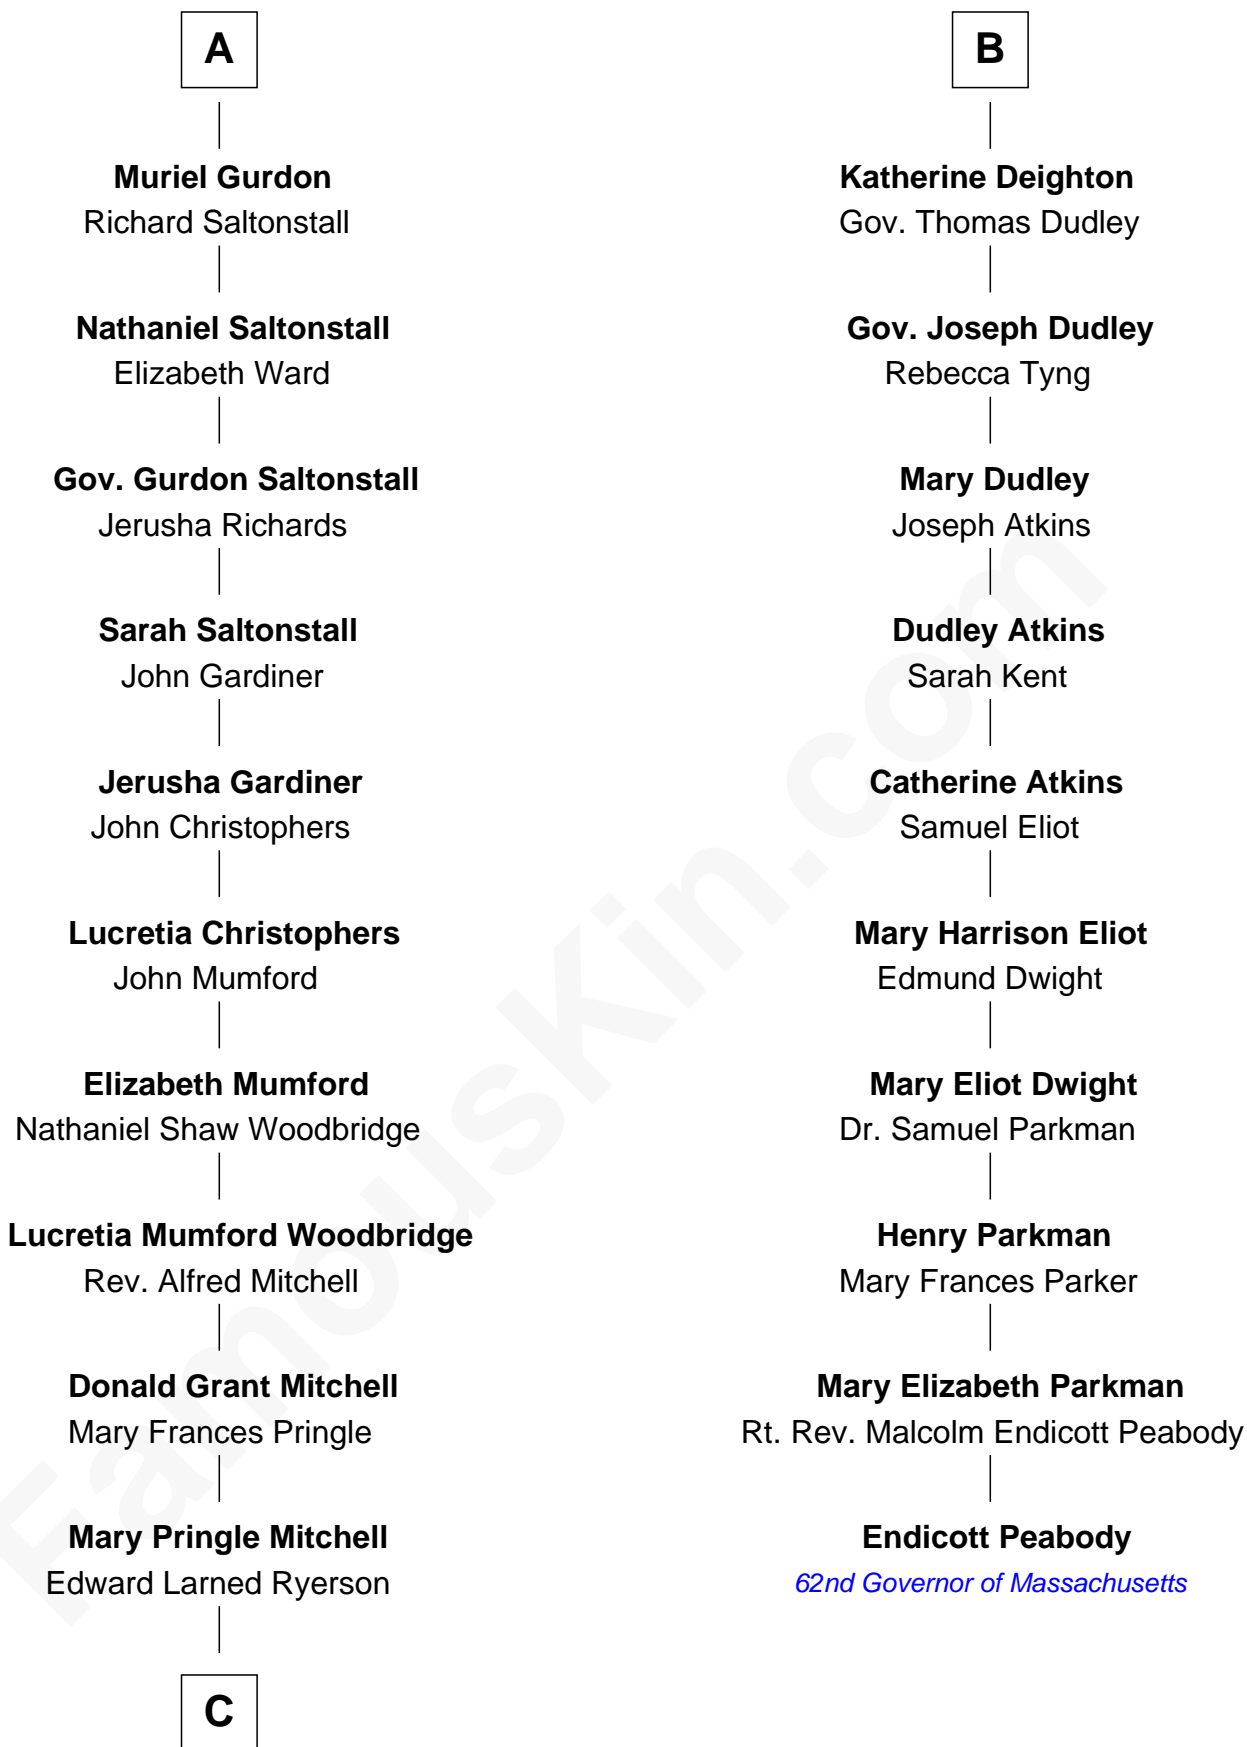 A
Muriel Gurdon
Richard Saltonstall
Nathaniel Saltonstall
Elizabeth Ward
Gov. Gurdon Saltonstall
Jerusha Richards
Sarah Saltonstall
John Gardiner
Jerusha Gardiner
John Christophers
Lucretia Christophers
John Mumford
Elizabeth Mumford
Nathaniel Shaw Woodbridge
Lucretia Mumford Woodbridge
Rev. Alfred Mitchell
Donald Grant Mitchell
Mary Frances Pringle
Mary Pringle Mitchell
Edward Larned Ryerson
C
B
Katherine Deighton
Gov. Thomas Dudley
Gov. Joseph Dudley
Rebecca Tyng
Mary Dudley
Joseph Atkins
Dudley Atkins
Sarah Kent
Catherine Atkins
Samuel Eliot
Mary Harrison Eliot
Edmund Dwight
Mary Eliot Dwight
Dr. Samuel Parkman
Henry Parkman
Mary Frances Parker
Mary Elizabeth Parkman
Rt. Rev. Malcolm Endicott Peabody
Endicott Peabody
62nd Governor of Massachusetts
FamousKin.com